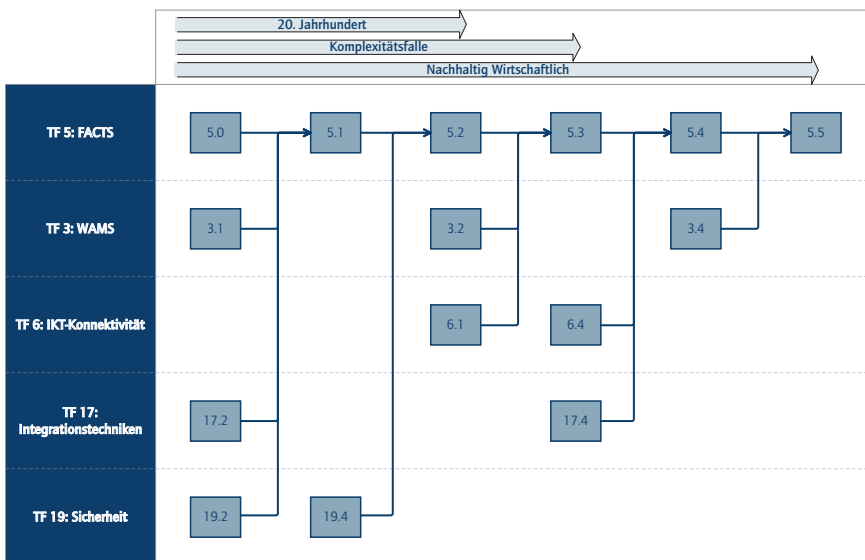 20. Jahrhundert
Komplexitätsfalle
Nachhaltig Wirtschaftlich
TF 5: FACTS
5.0
5.1
5.2
5.3
5.4
5.5
TF 3: WAMS
3.1
3.2
3.4
TF 6: IKT-Konnektivität
6.1
6.4
TF 17:
Integrationstechniken
17.2
17.4
TF 19: Sicherheit
19.2
19.4